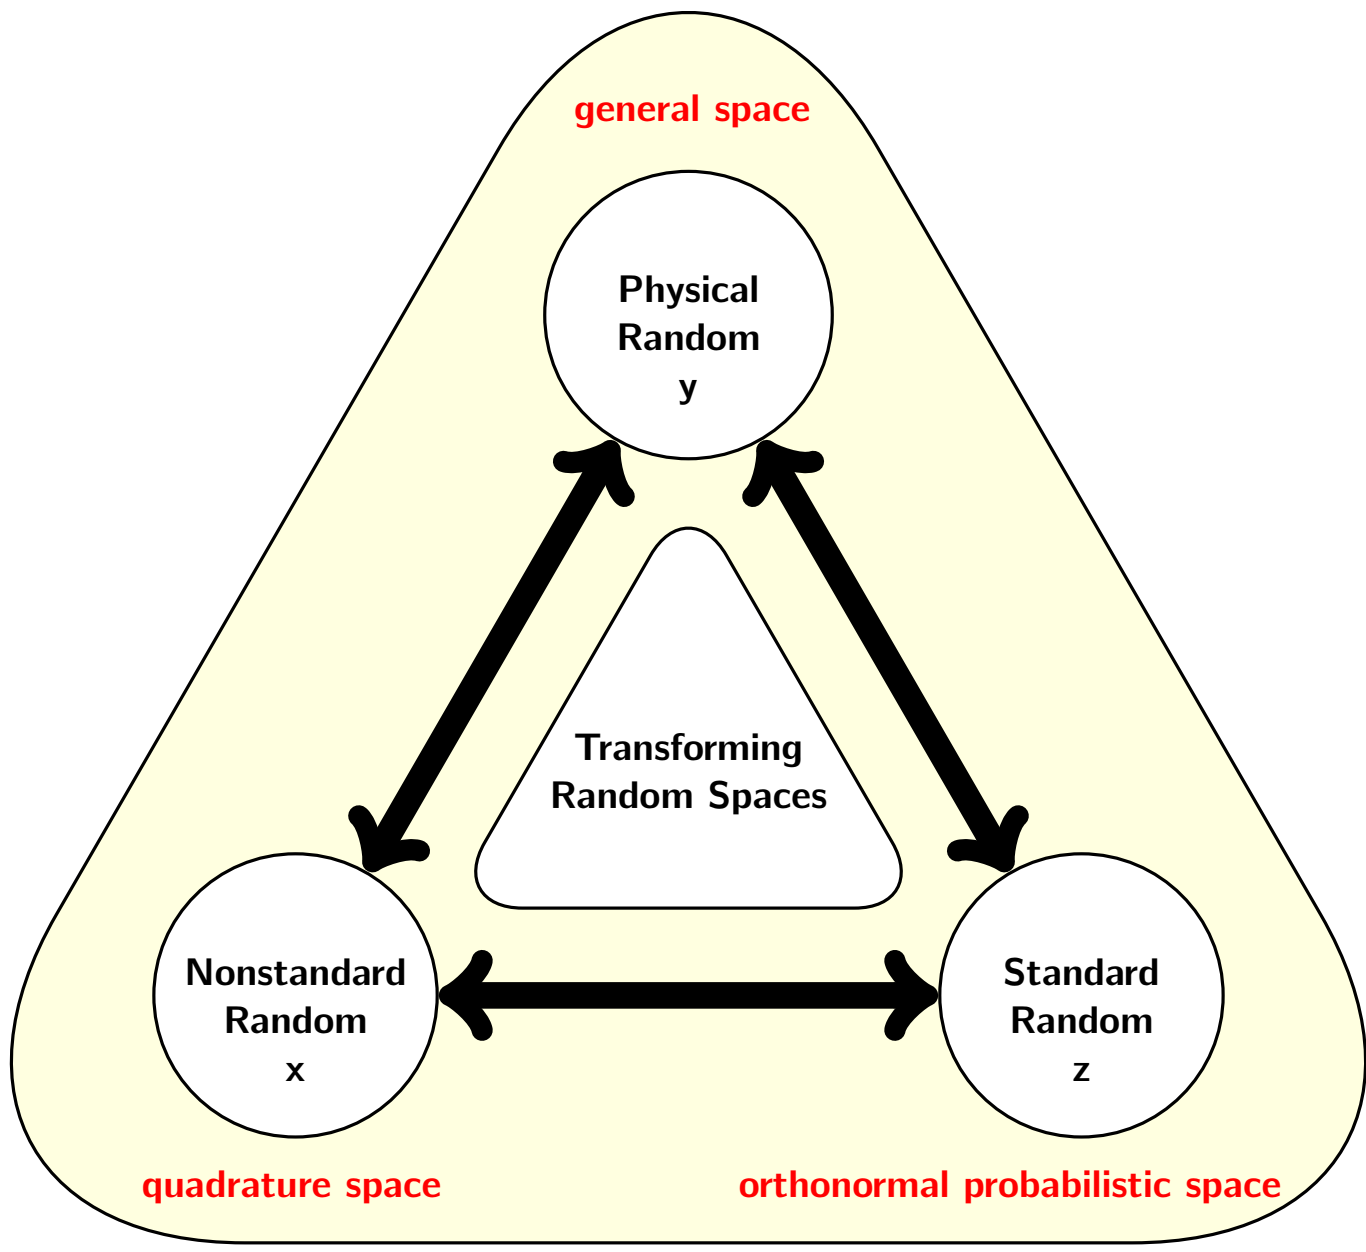 general space
Physical
Random
y
Transforming
Random Spaces
Nonstandard
Random
x
Standard
Random
z
quadrature space
orthonormal probabilistic space